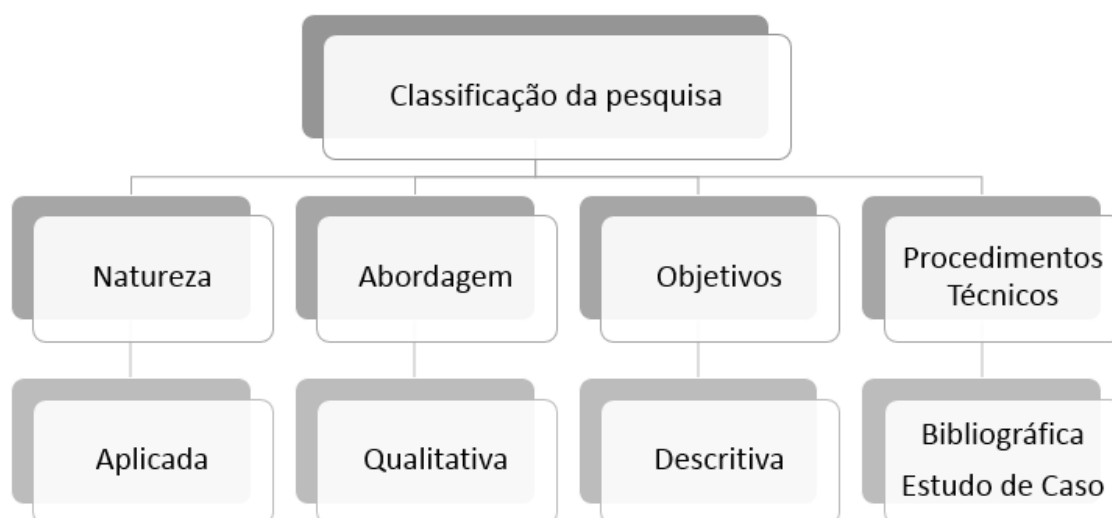 Classificação da pesquisa
Natureza
Abordagem
Objetivos
Procedimentos
Técnicos
Aplicada
Qualitativa
Descritiva
Bibliográfica
Estudo de Caso